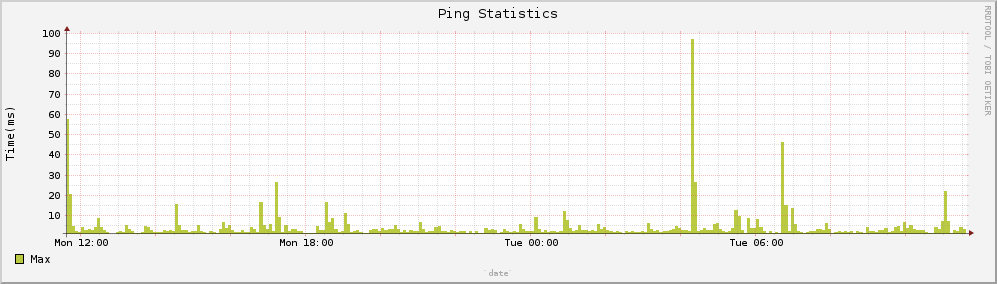 Ping Statistics
RRDTOOL / TOBI OETIKER
Time(ms)
100
90
80
70
60
50
40
30
20
10
Mon 12:00 Mon 18:00 Tue 00:00 Tue 06:00
Max
`date`